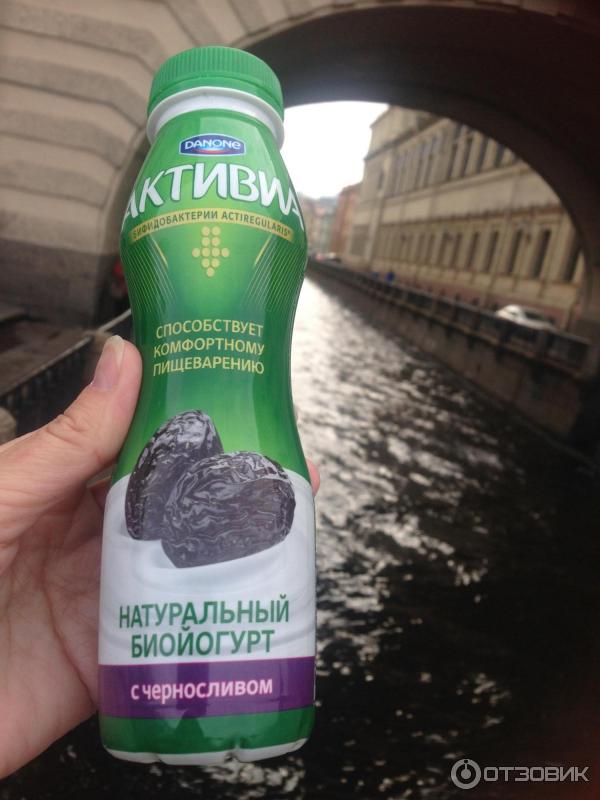 DANONE
АКТИВИА
БИФИДОБАКТЕРИИ ACTIREGULARIS®
СПОСОБСТВУЕТ
КОМФОРТНОМУ
ПИЩЕВАРЕНИЮ
НАТУРАЛЬНЫЙ
БИОЙОГУРТ
с черносливом
ОТЗОВИК